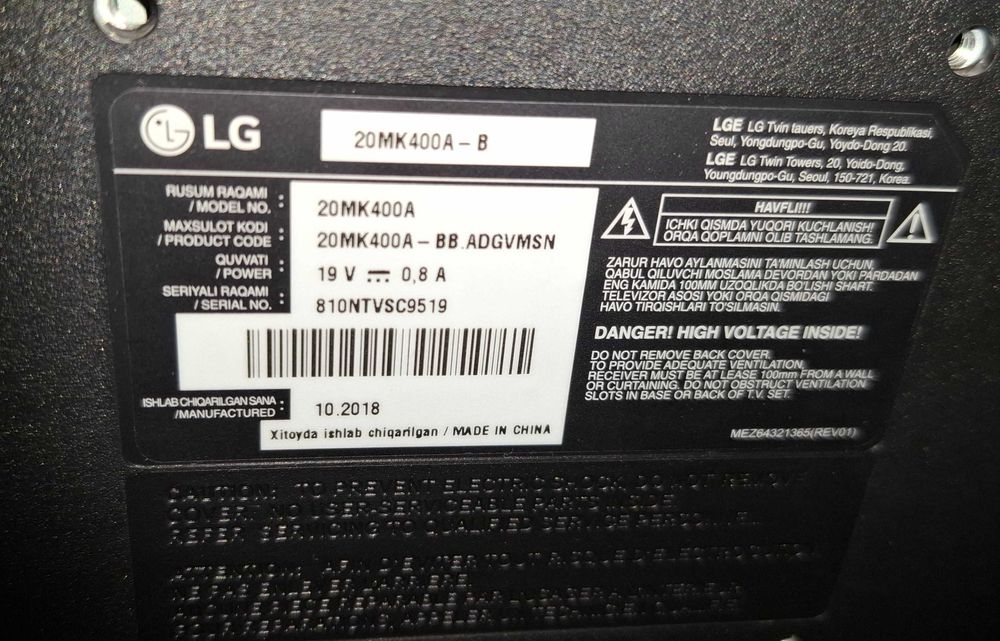 LG
20MK400A-B
LGE LG Tvin tauers, Koreya Respublikasi,
Seul, Yongdungpo-Gu, Yoydo-Dong 20.
LGE LG Twin Towers, 20, Yoido-Dong,
Youngdungpo-Gu, Seoul, 150-721, Korea.
RUSUM RAQAMI
/ MODEL NO. : 20MK400A
MAXSULOT KODI
/ PRODUCT CODE : 20MK400A-BB.ADGVMSN
QUVVATI
/ POWER : 19 V ⎓ 0,8 A
SERIYALI RAQAMI
/ SERIAL NO. : 810NTVSC9519
ISHLAB CHIQARILGAN SANA
/MANUFACTURED : 10.2018
Xitoyda ishlab chiqarilgan / MADE IN CHINA
HAVFLI!!!
ICHKI QISMDA YUQORI KUCHLANISH!
ORQA QOPLAMNI OLIB TASHLAMANG.
ZARUR HAVO AYLANMASINI TA'MINLASH UCHUN,
QABUL QILUVCHI MOSLAMA DEVORDAN YOKI PARDADAN
ENG KAMIDA 100MM UZOQLIKDA BO'LISHI SHART.
TELEVIZOR ASOSI YOKI ORQA QISMIDAGI
HAVO TIRQISHLARI TO'SILMASIN.
DANGER! HIGH VOLTAGE INSIDE!
DO NOT REMOVE BACK COVER.
TO PROVIDE ADEQUATE VENTILATION,
RECEIVER MUST BE AT LEASE 100mm FROM A WALL
OR CURTAINING. DO NOT OBSTRUCT VENTILATION
SLOTS IN BASE OR BACK OF T.V. SET.
MEZ64321365(REV01)
CAUTION: TO PREVENT ELECTRIC SHOCK, DO NOT REMOVE
COVER. NO USER-SERVICEABLE PARTS INSIDE.
REFER SERVICING TO QUALIFIED SERVICE PERSONNEL.